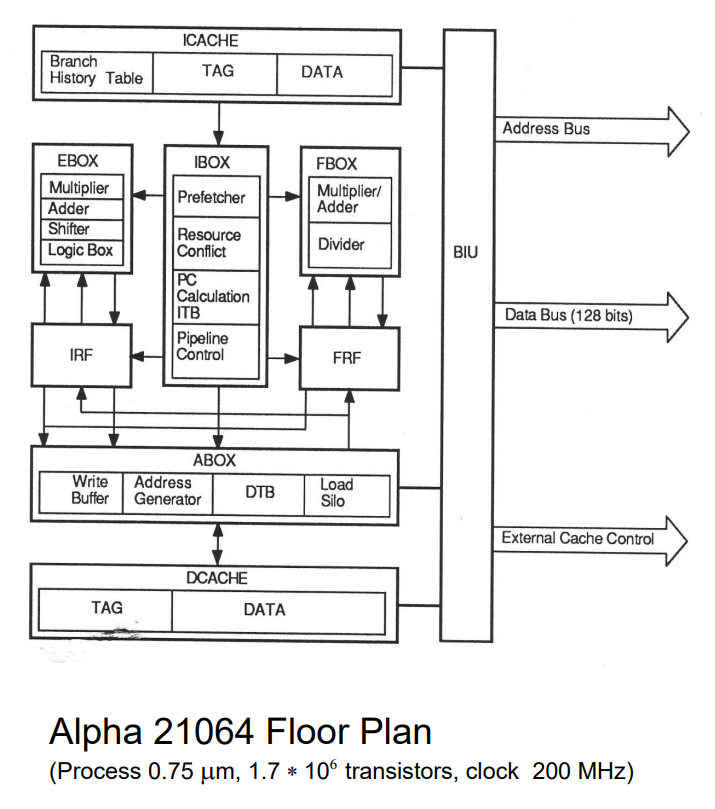 ICACHE
Branch
History Table
TAG
DATA
EBOX
Multiplier
Adder
Shifter
Logic Box
IBOX
Prefetcher
Resource
Conflict
PC
Calculation
ITB
Pipeline
Control
FBOX
Multiplier/
Adder
Divider
IRF
FRF
ABOX
Write
Buffer
Address
Generator
DTB
Load
Silo
DCACHE
TAG
DATA
BIU
Address Bus
Data Bus (128 bits)
External Cache Control
Alpha 21064 Floor Plan
(Process 0.75 μm, 1.7 ∗ 10⁶ transistors, clock 200 MHz)